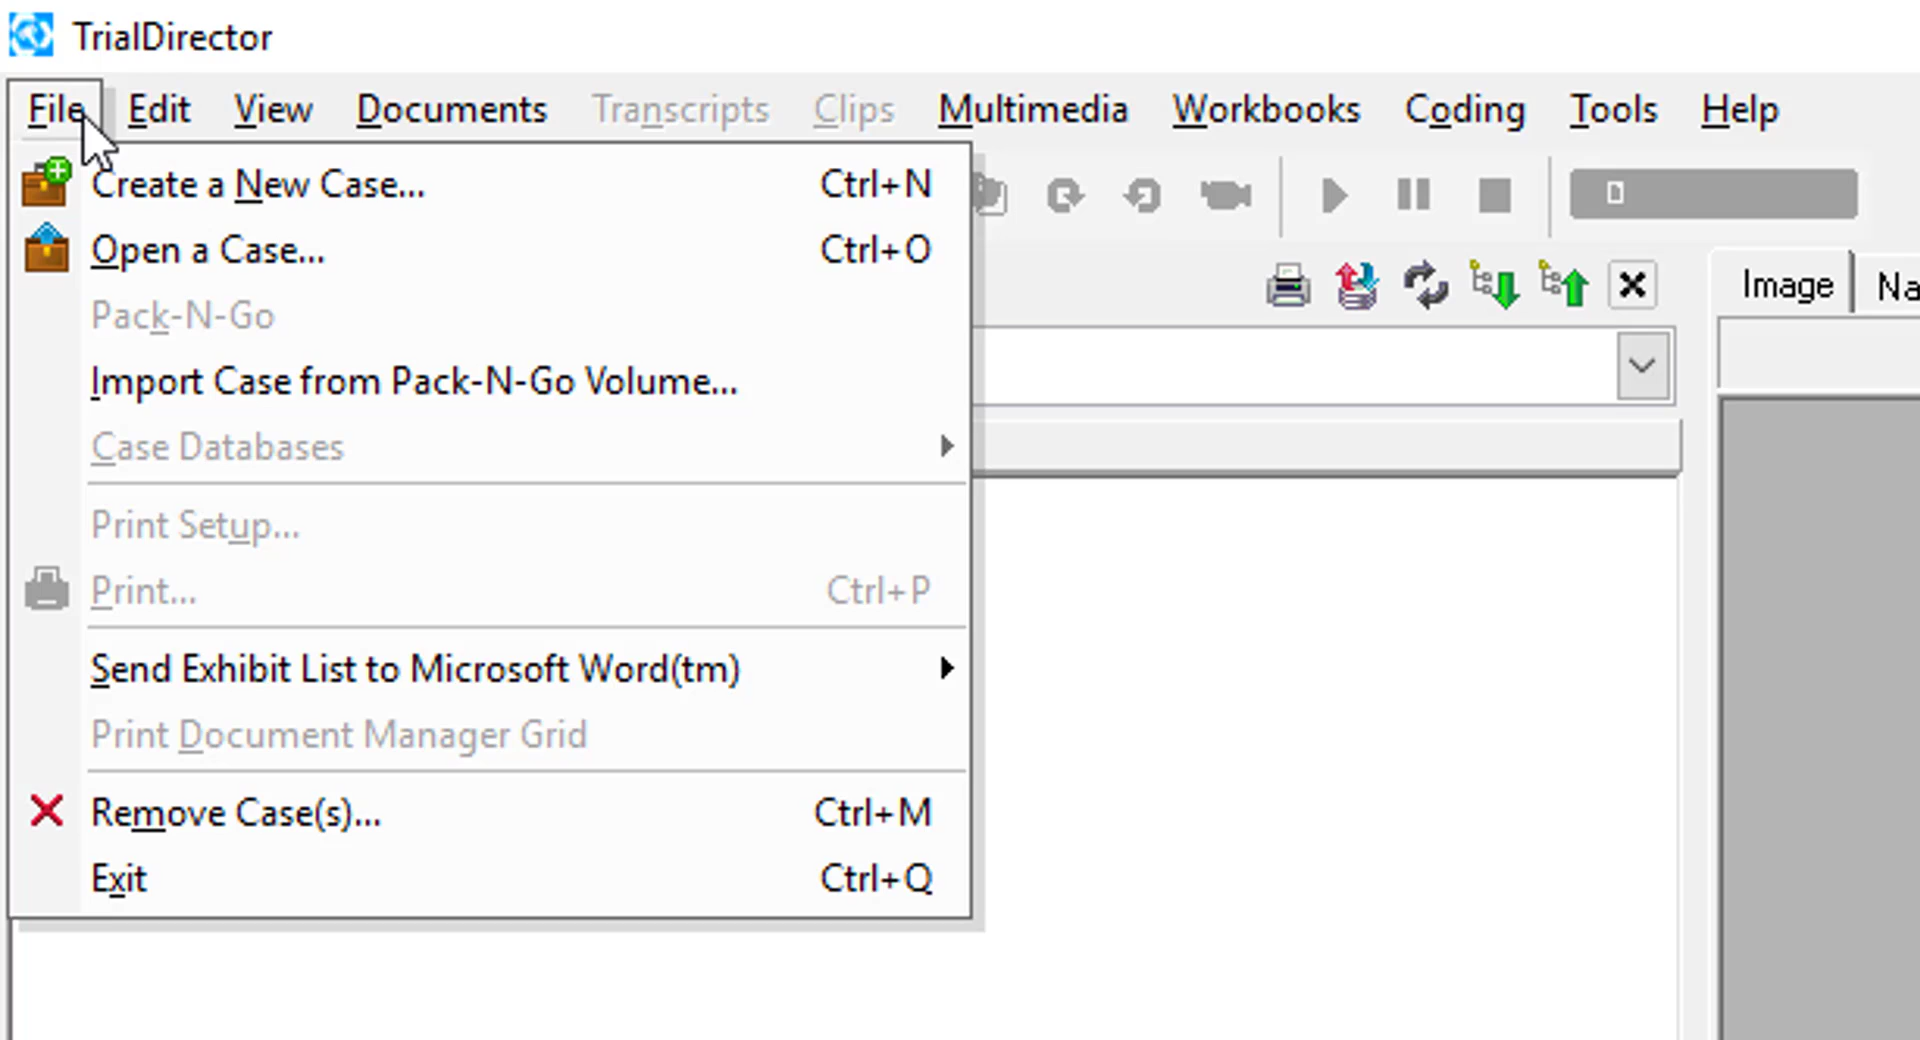 TrialDirector
File Edit View Documents Transcripts Clips Multimedia Workbooks Coding Tools Help
Create a New Case... Ctrl+N
Open a Case... Ctrl+O
Pack-N-Go
Import Case from Pack-N-Go Volume...
Case Databases
Print Setup...
Print... Ctrl+P
Send Exhibit List to Microsoft Word(tm)
Print Document Manager Grid
Remove Case(s)... Ctrl+M
Exit Ctrl+Q
Image Na